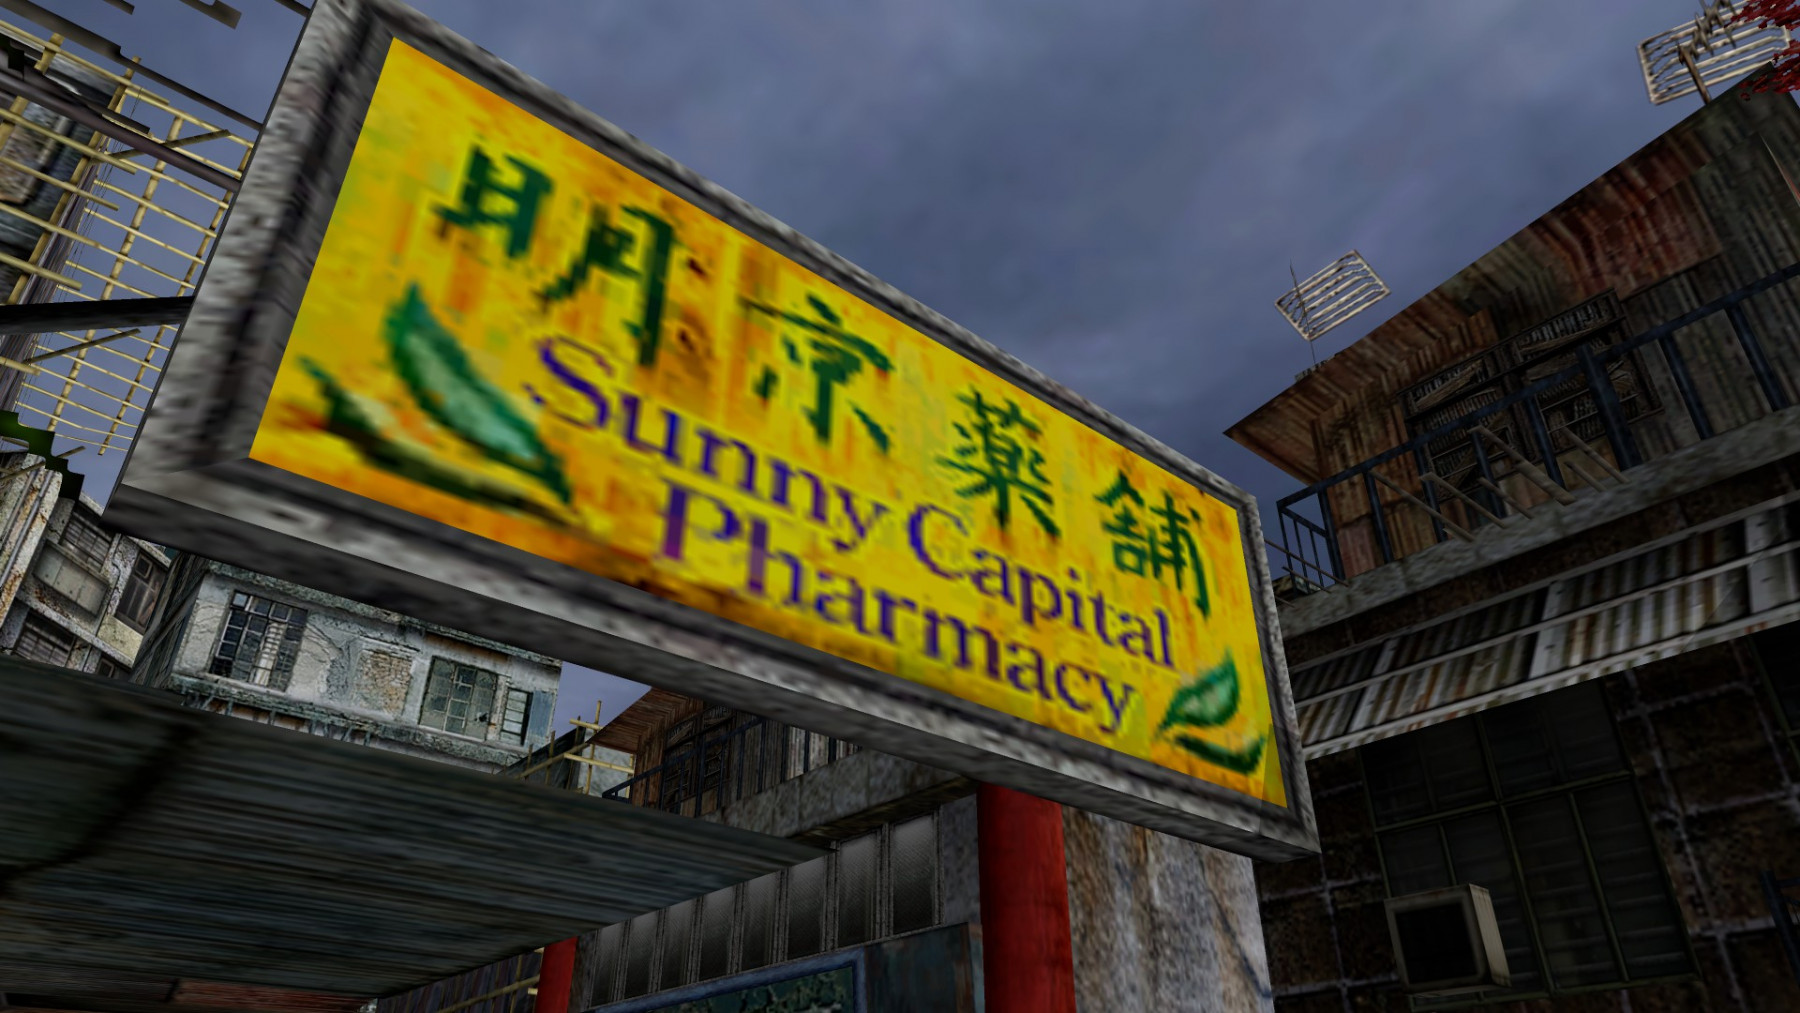 明京藥舖
Sunny Capital
Pharmacy